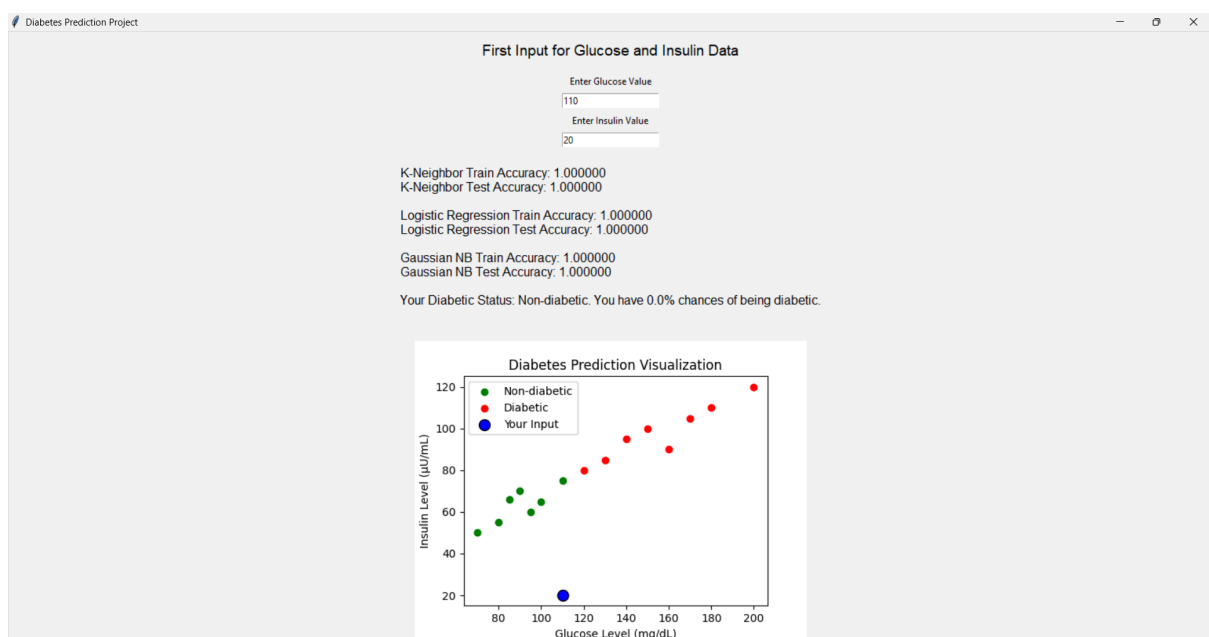 Diabetes Prediction Project
First Input for Glucose and Insulin Data
Enter Glucose Value
110
Enter Insulin Value
20
K-Neighbor Train Accuracy: 1.000000
K-Neighbor Test Accuracy: 1.000000
Logistic Regression Train Accuracy: 1.000000
Logistic Regression Test Accuracy: 1.000000
Gaussian NB Train Accuracy: 1.000000
Gaussian NB Test Accuracy: 1.000000
Your Diabetic Status: Non-diabetic. You have 0.0% chances of being diabetic.
Diabetes Prediction Visualization
Non-diabetic
Diabetic
Your Input
Insulin Level (µU/mL)
120
100
80
60
40
20
80 100 120 140 160 180 200
Glucose Level (mg/dL)